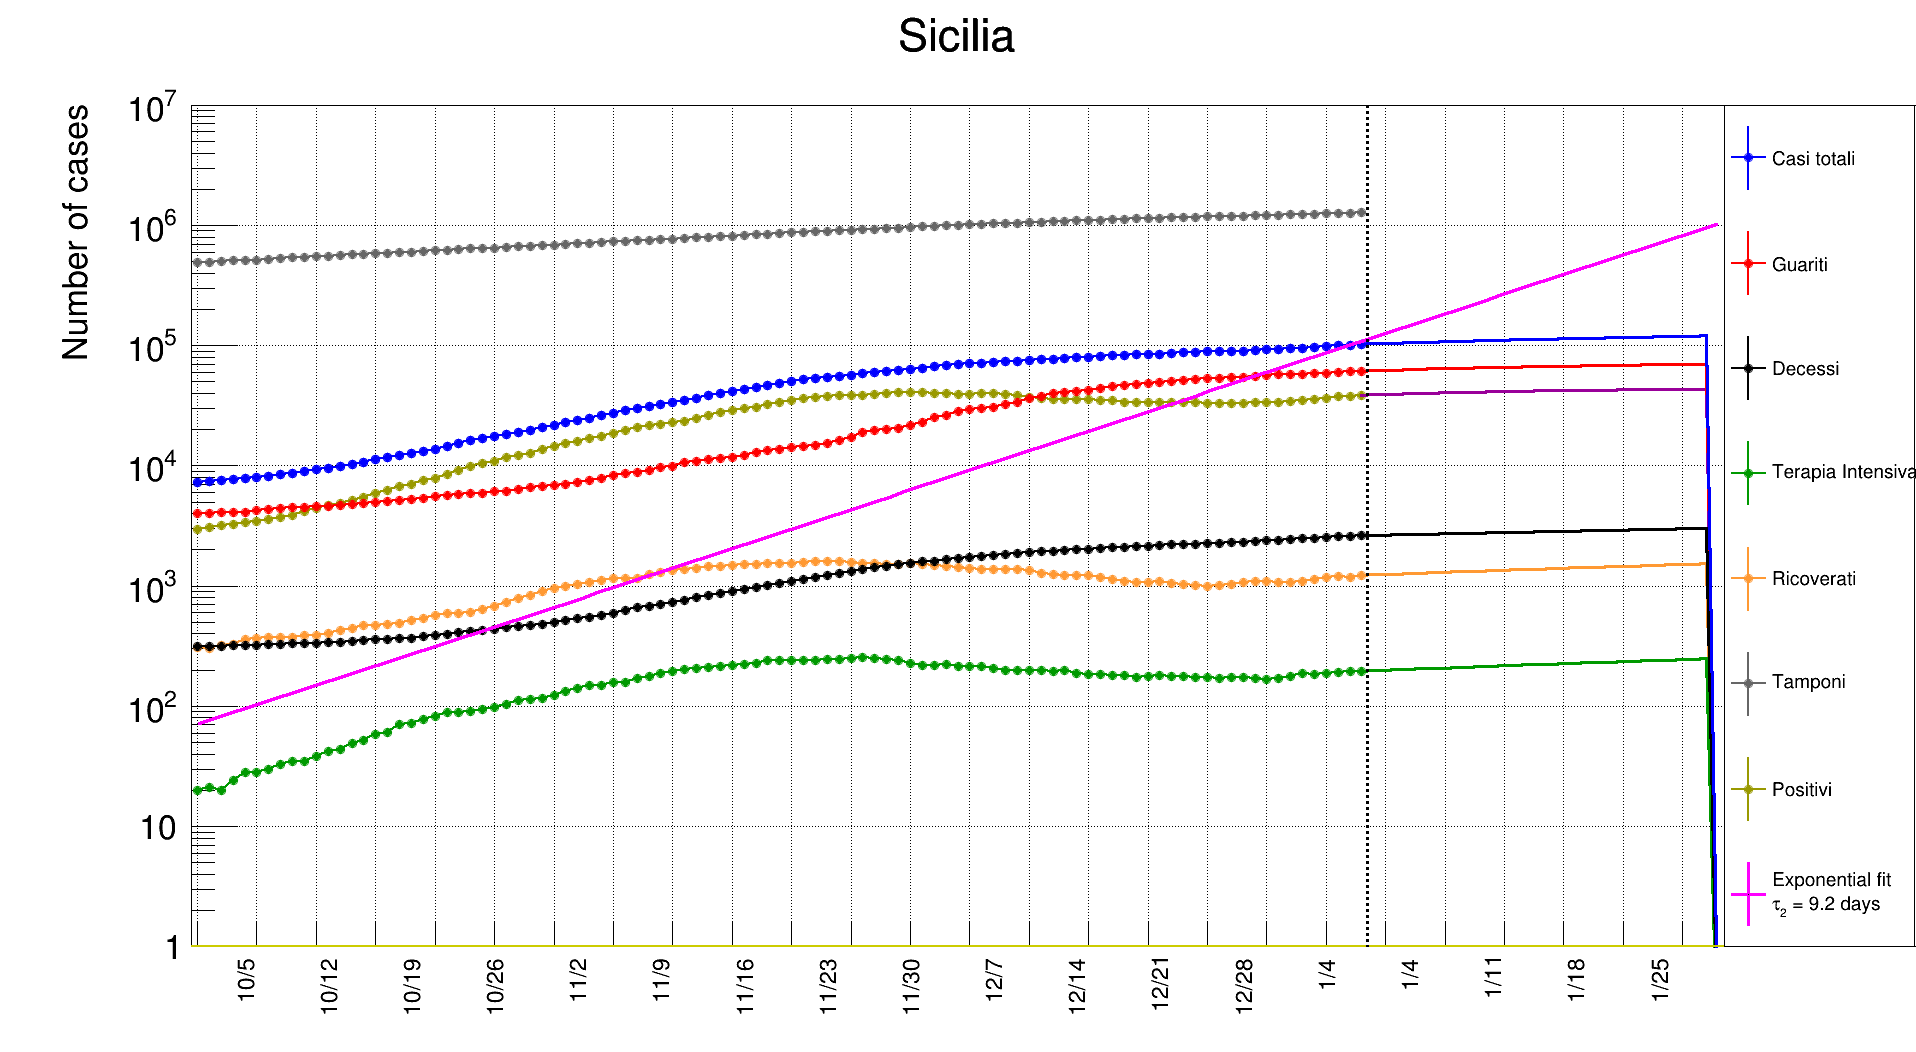 Sicilia
Number of cases
10^7
10^6
10^5
10^4
10^3
10^2
10
1
10/5
10/12
10/19
10/26
11/2
11/9
11/16
11/23
11/30
12/7
12/14
12/21
12/28
1/4
1/4
1/11
1/18
1/25
Casi totali
Guariti
Decessi
Terapia Intensiva
Ricoverati
Tamponi
Positivi
Exponential fit
τ_2 = 9.2 days